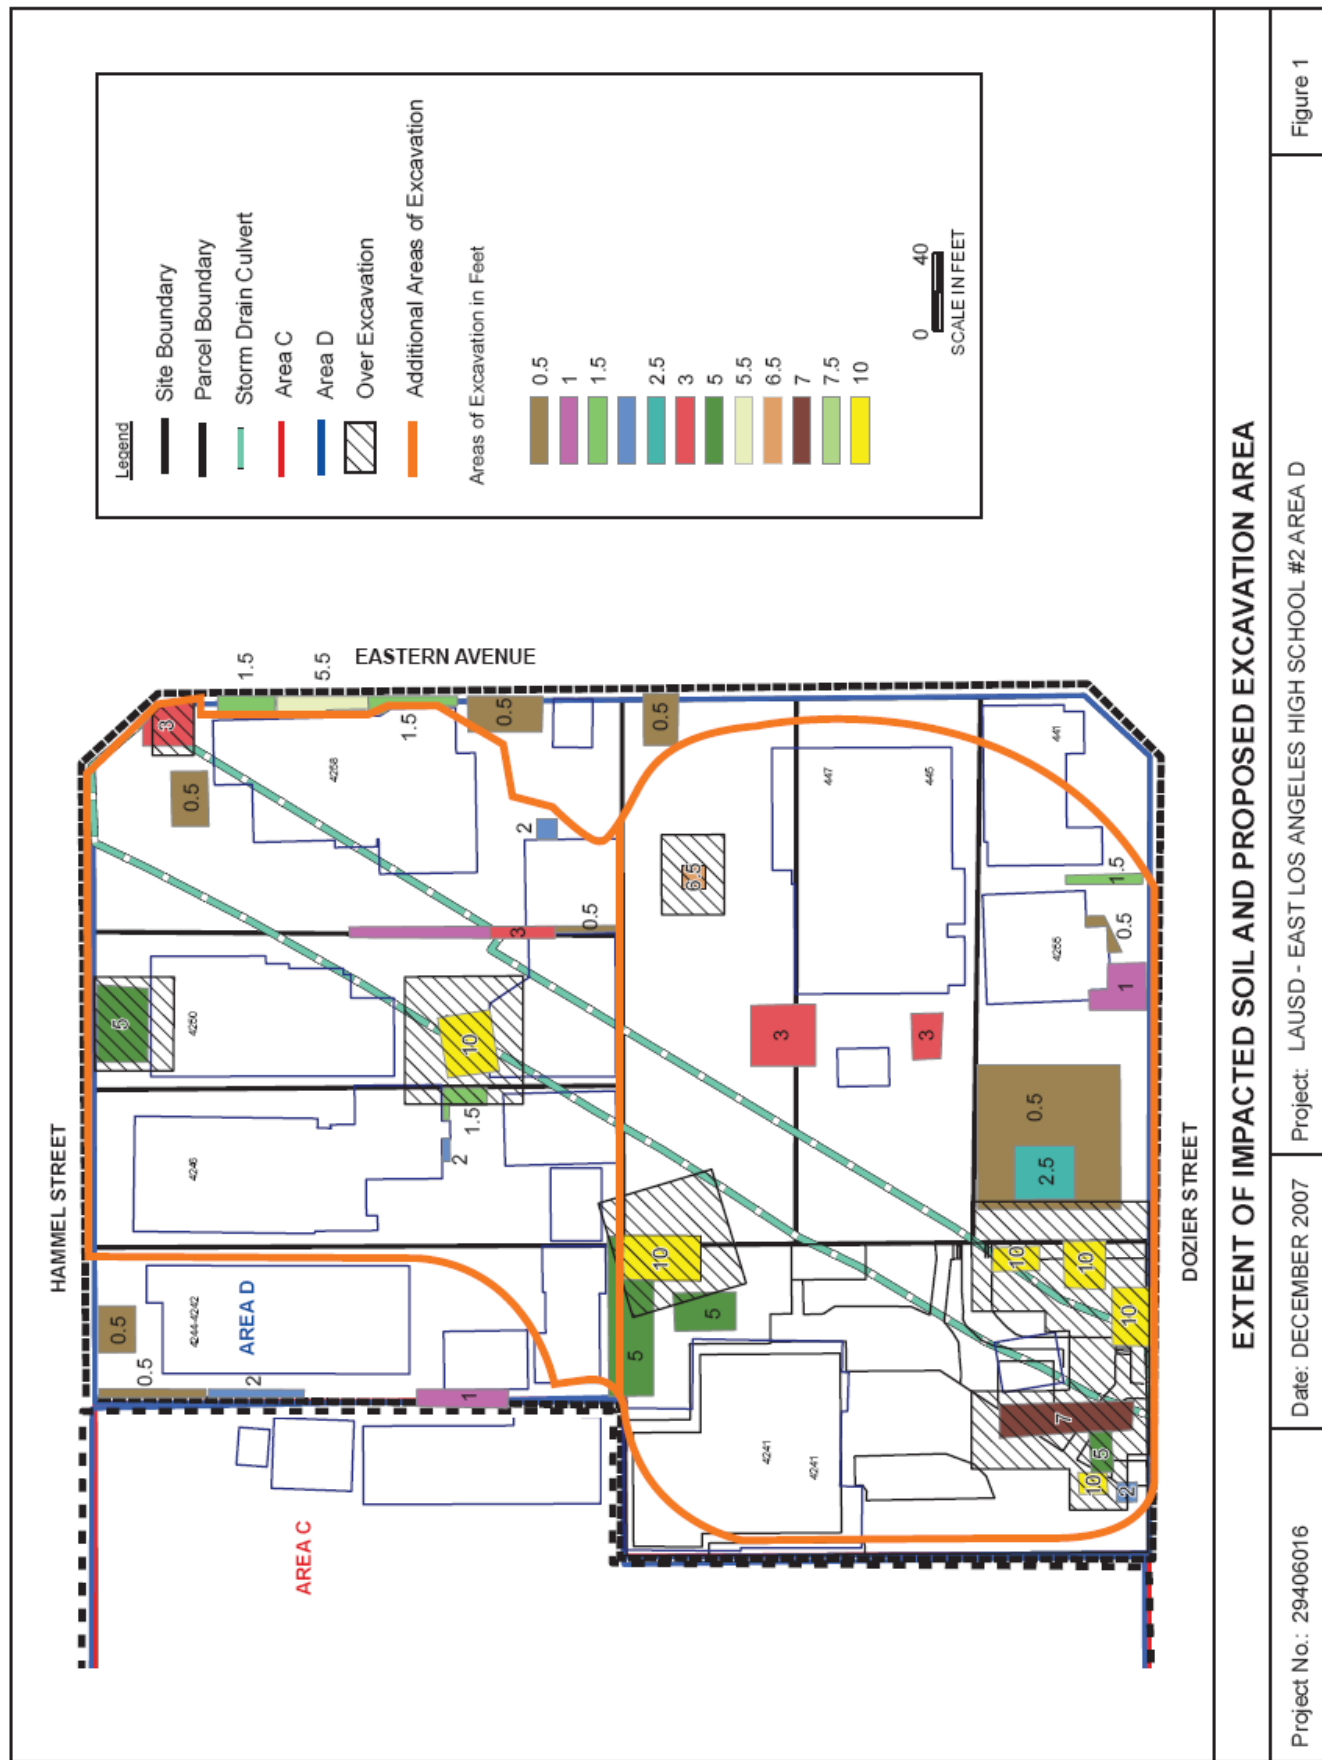 Legend
Site Boundary
Parcel Boundary
Storm Drain Culvert
Area C
Area D
Over Excavation
Additional Areas of Excavation
Areas of Excavation in Feet
0.5
1
1.5
2.5
3
5
5.5
6.5
7
7.5
10
0 40
SCALE IN FEET
HAMMEL STREET
EASTERN AVENUE
DOZIER STREET
AREA C
AREA D
0.5
0.5
2
1
0.5
4244-4242
4246
2
1.5
5
4250
10
3
0.5
3
0.5
4258
2
1.5
5.5
1.5
0.5
0.5
6.5
447
445
441
1.5
0.5
4255
1
3
3
0.5
2.5
10
5
5
4241
4241
10
10
10
7
5
10
2
EXTENT OF IMPACTED SOIL AND PROPOSED EXCAVATION AREA
Project No.: 29406016
Date: DECEMBER 2007
Project: LAUSD - EAST LOS ANGELES HIGH SCHOOL #2 AREA D
Figure 1